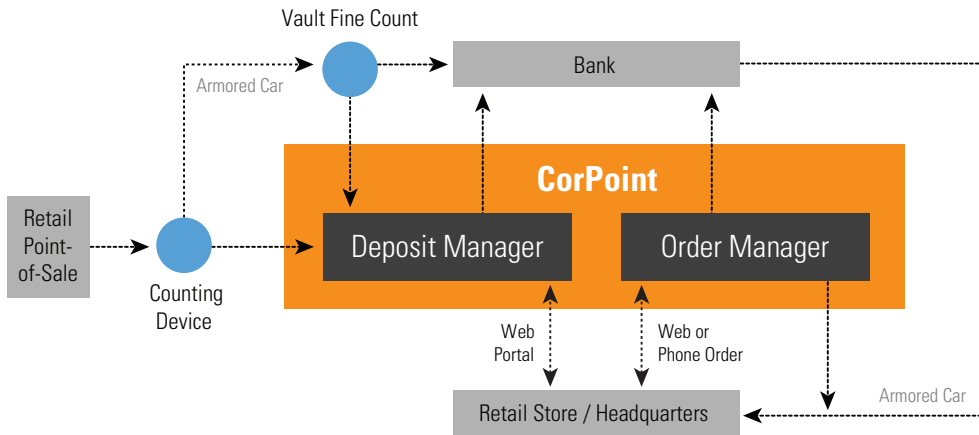 Vault Fine Count
Bank
Armored Car
CorPoint
Retail
Point-
of-Sale
Deposit Manager
Order Manager
Counting
Device
Web
Portal
Web or
Phone Order
Retail Store / Headquarters
Armored Car